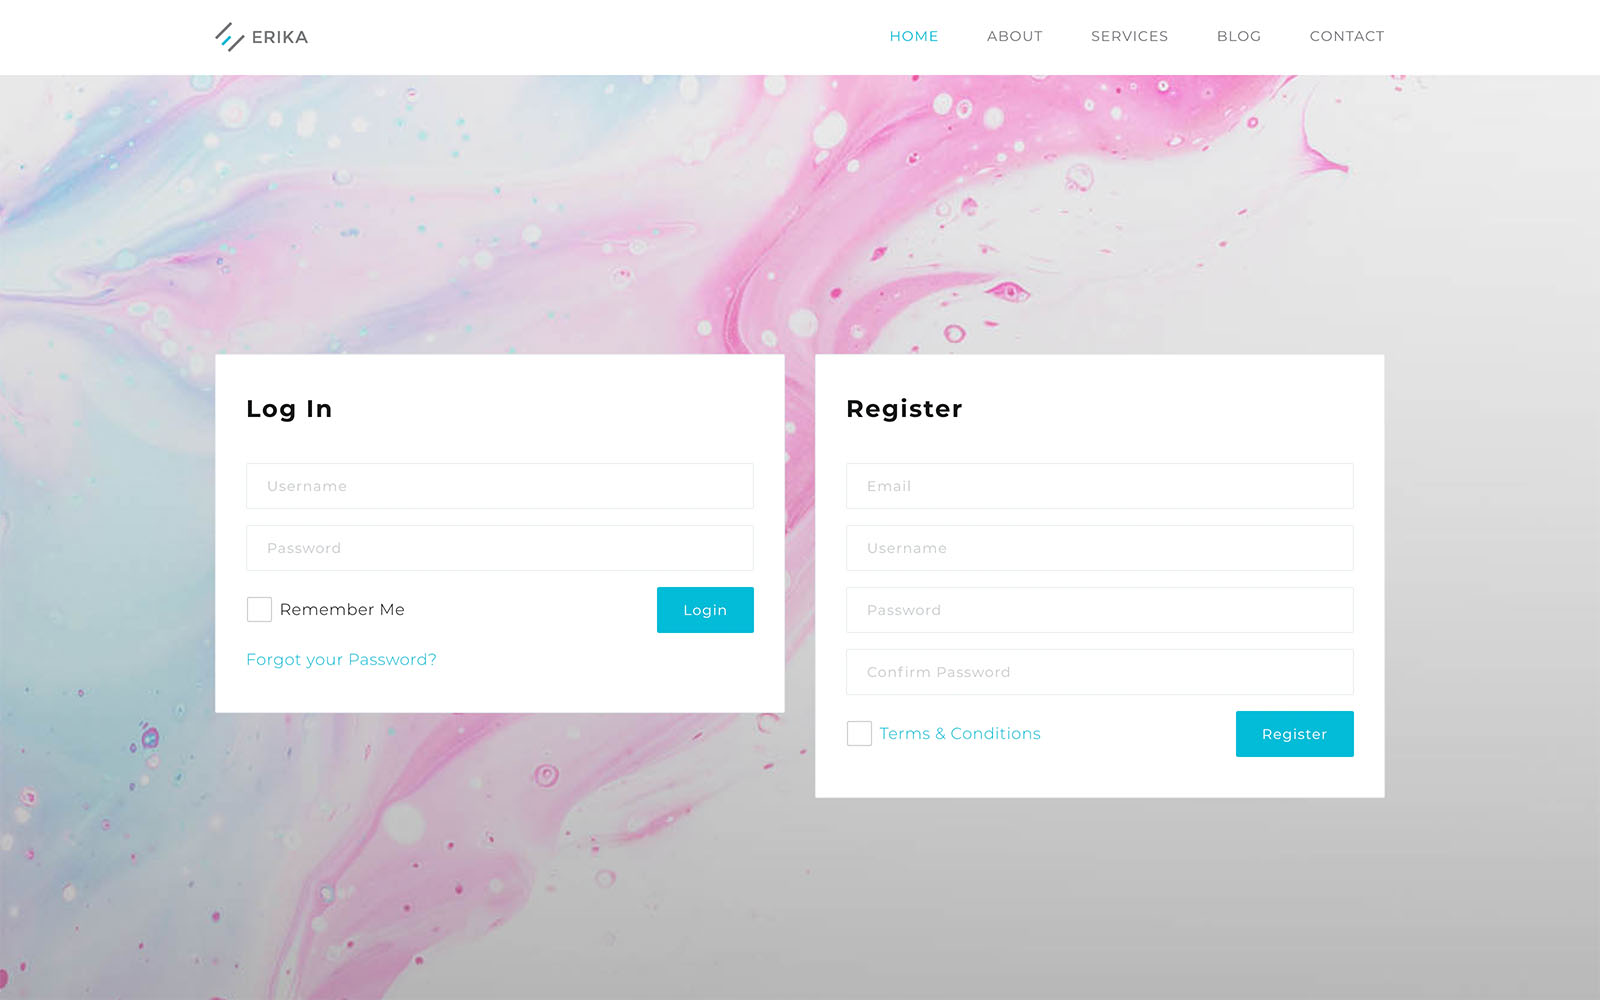 ERIKA
HOME ABOUT SERVICES BLOG CONTACT
Log In
Username
Password
Remember Me
Login
Forgot your Password?
Register
Email
Username
Password
Confirm Password
Terms & Conditions
Register